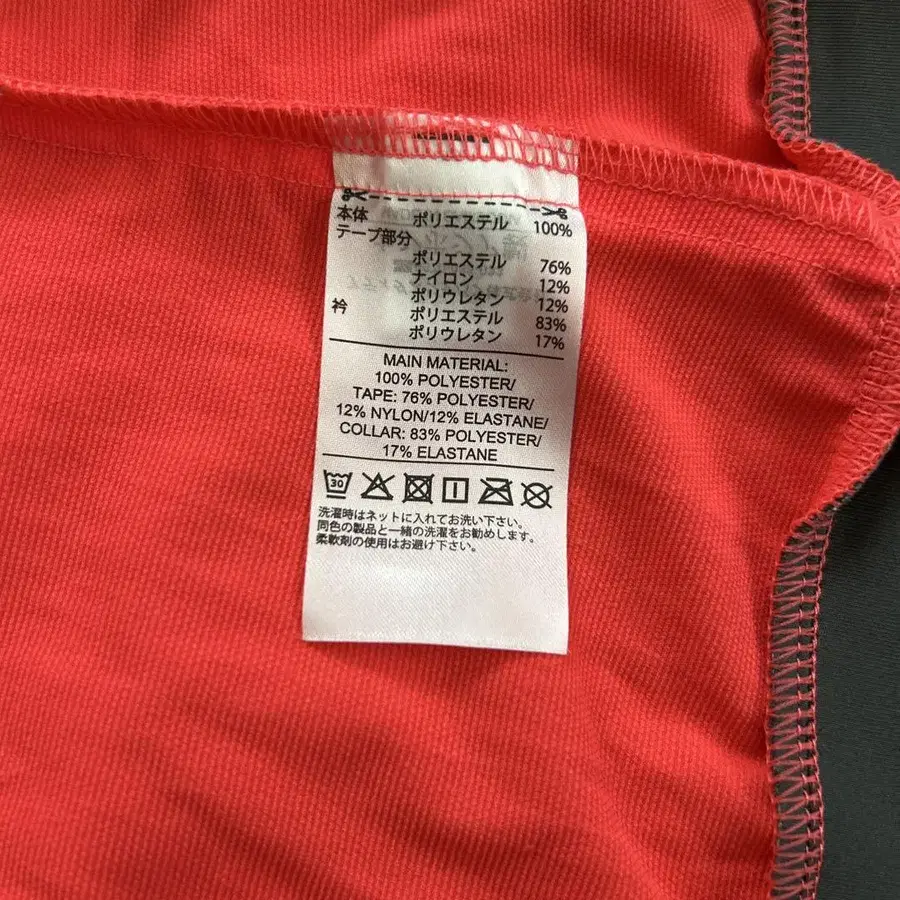 本体 ポリエステル 100%
テープ部分
ポリエステル 76%
ナイロン 12%
ポリウレタン 12%
衿 ポリエステル 83%
ポリウレタン 17%
MAIN MATERIAL:
100% POLYESTER/
TAPE: 76% POLYESTER/
12% NYLON/12% ELASTANE/
COLLAR: 83% POLYESTER/
17% ELASTANE
30
洗濯時はネットに入れてお洗い下さい。
同色の製品と一緒の洗濯をお勧めします。
柔軟剤の使用はお避け下さい。